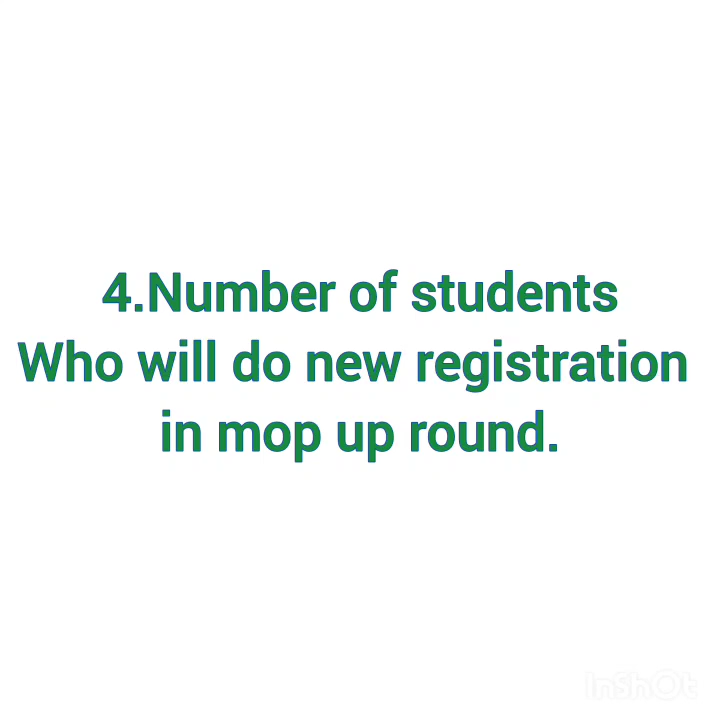 4.Number of students
Who will do new registration
in mop up round.
InShOt